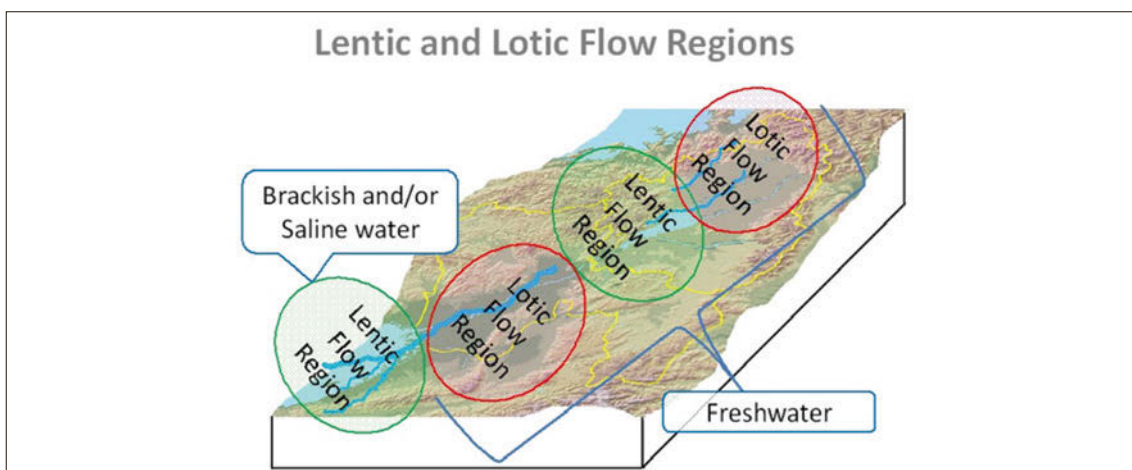 Lentic and Lotic Flow Regions
Brackish and/or
Saline water
Lotic
Flow
Region
Lentic
Flow
Region
Lotic
Flow
Region
Lentic
Flow
Region
Freshwater